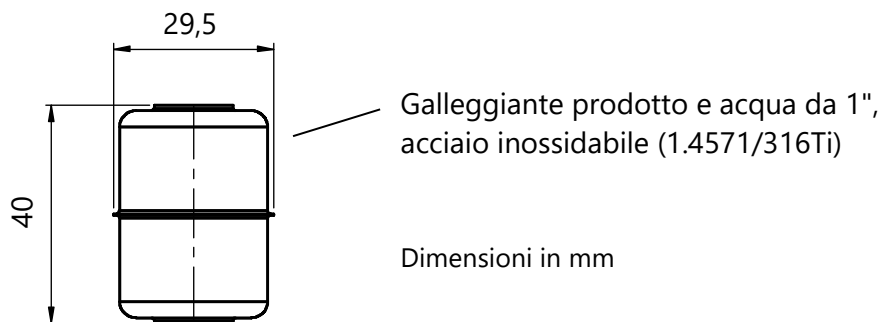 29,5
Galleggiante prodotto e acqua da 1",
acciaio inossidabile (1.4571/316Ti)
40
Dimensioni in mm